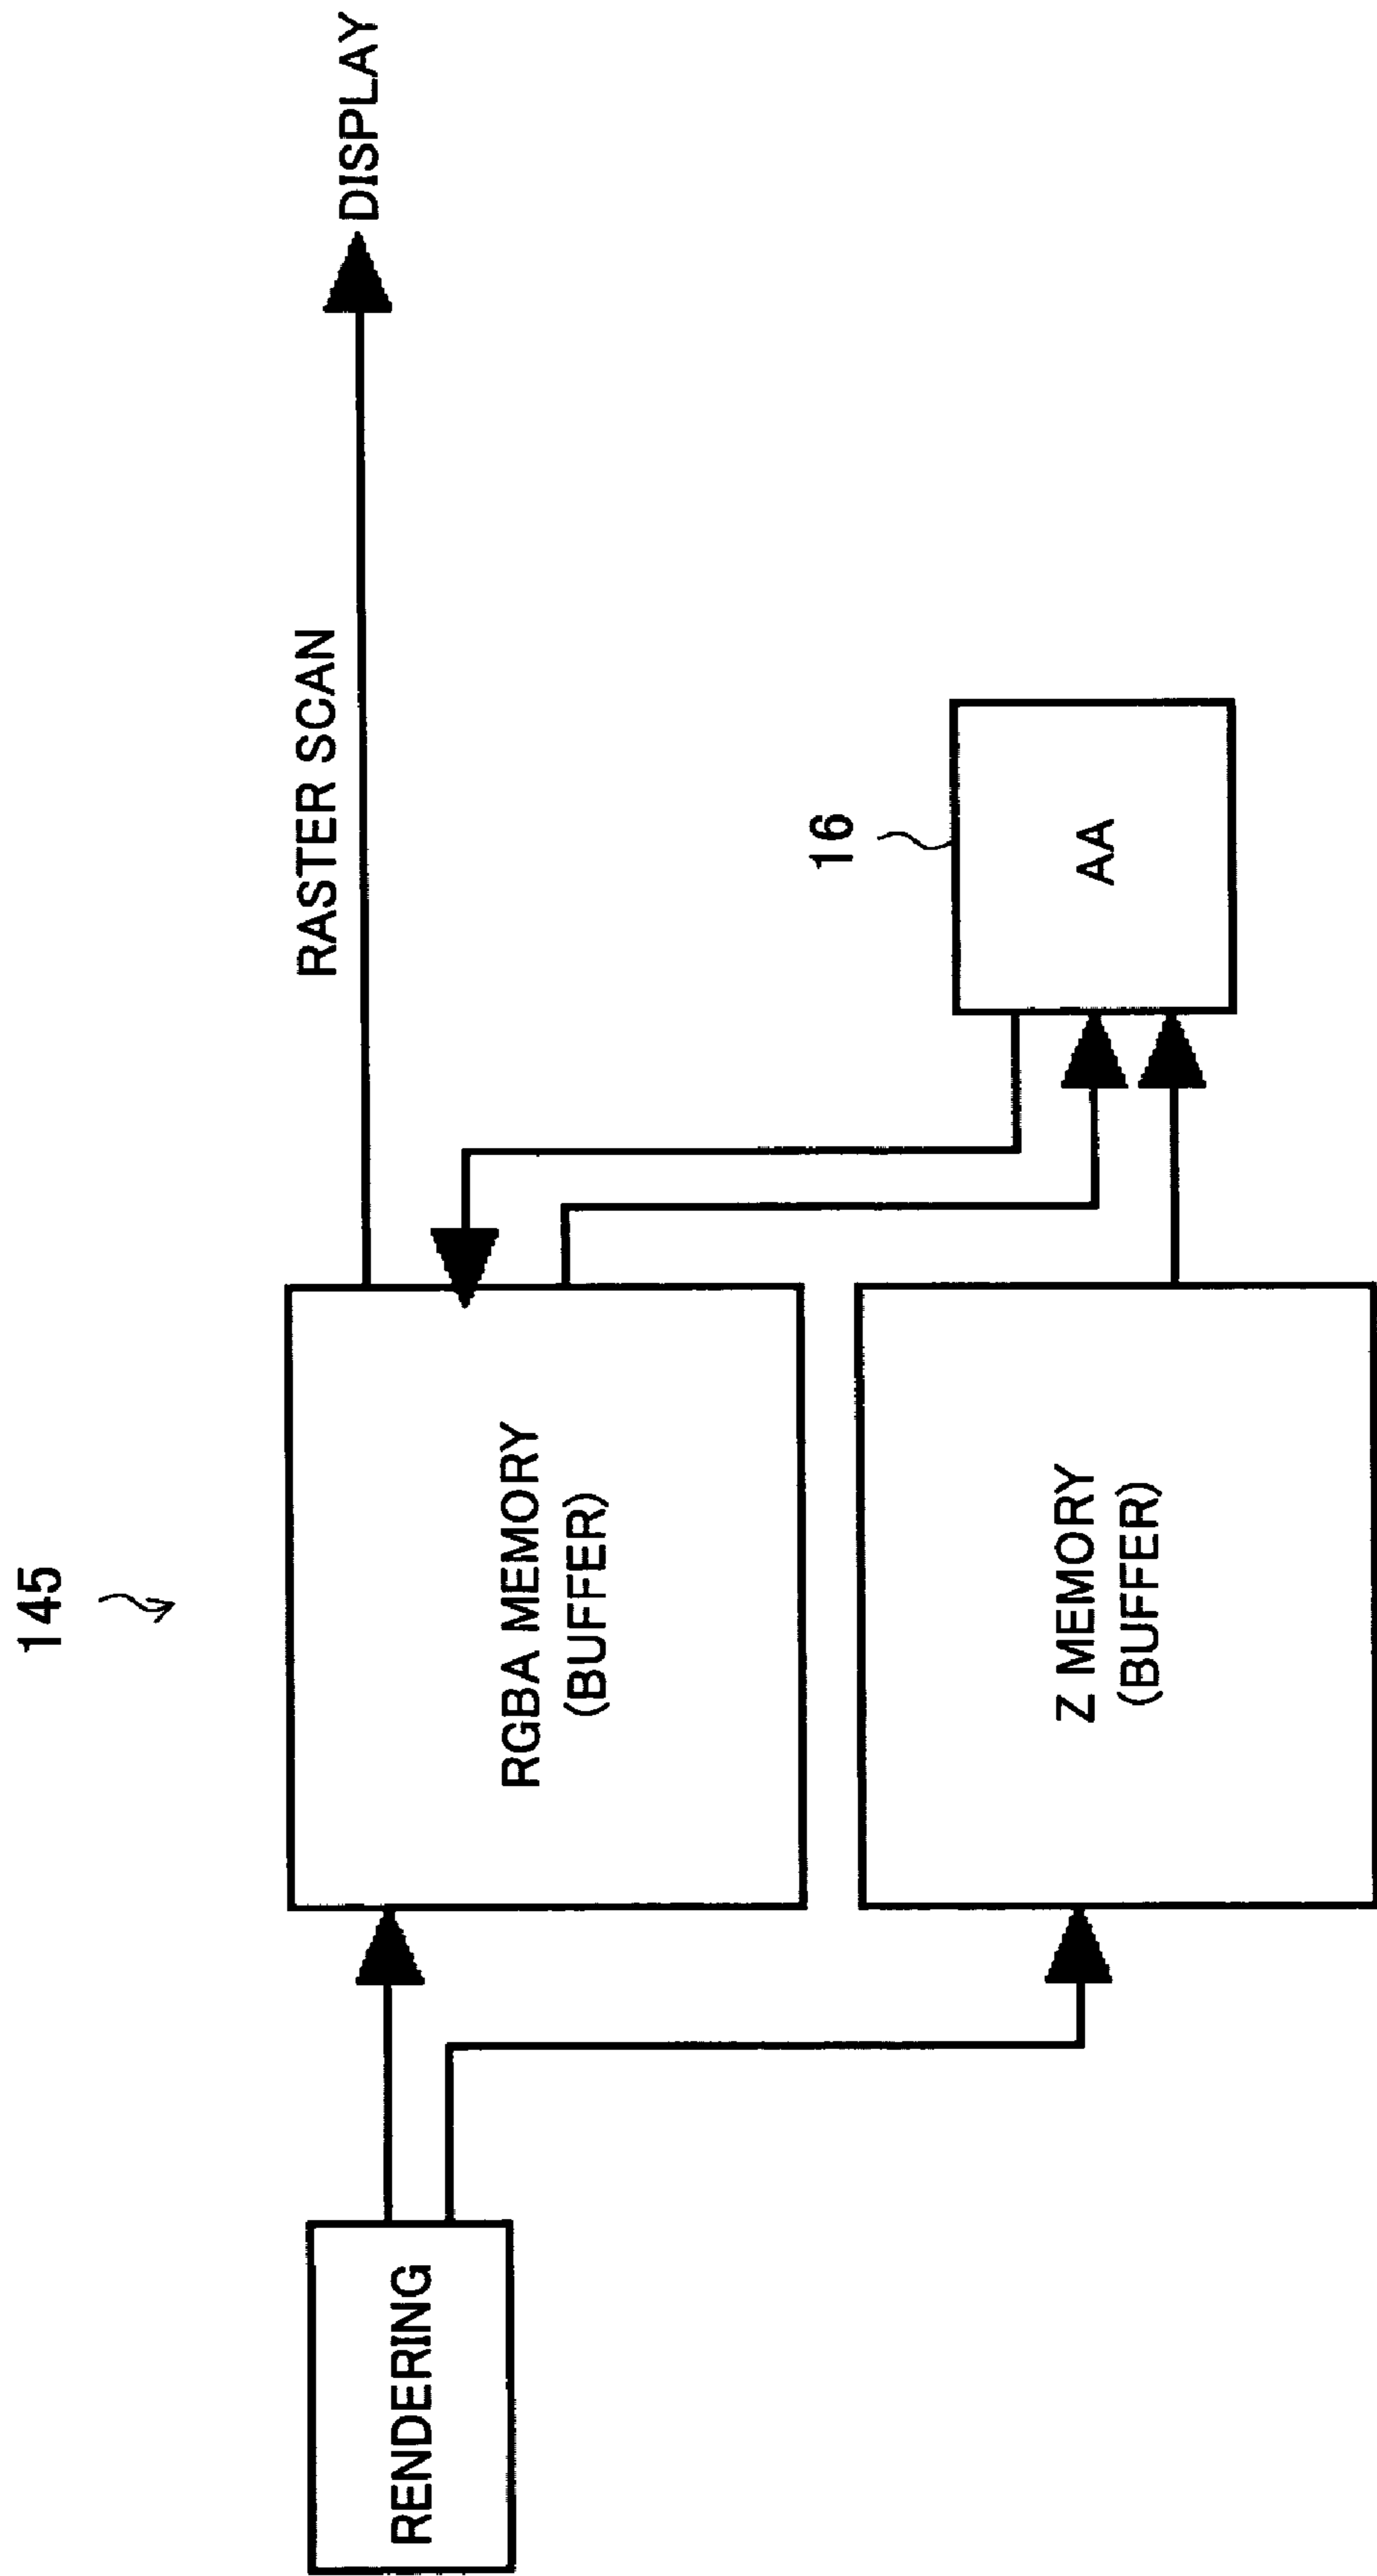 145
RENDERING
RGBA MEMORY
(BUFFER)
Z MEMORY
(BUFFER)
RASTER SCAN
DISPLAY
16
AA